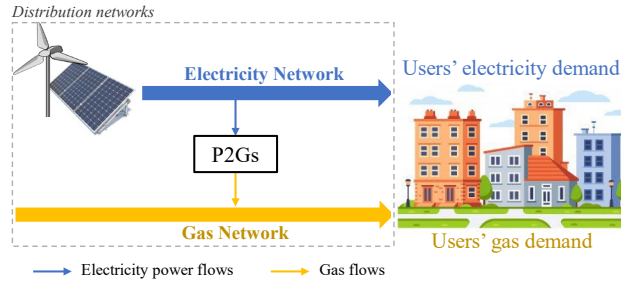 Distribution networks
Electricity Network
Users' electricity demand
P2Gs
Gas Network
Users' gas demand
Electricity power flows
Gas flows